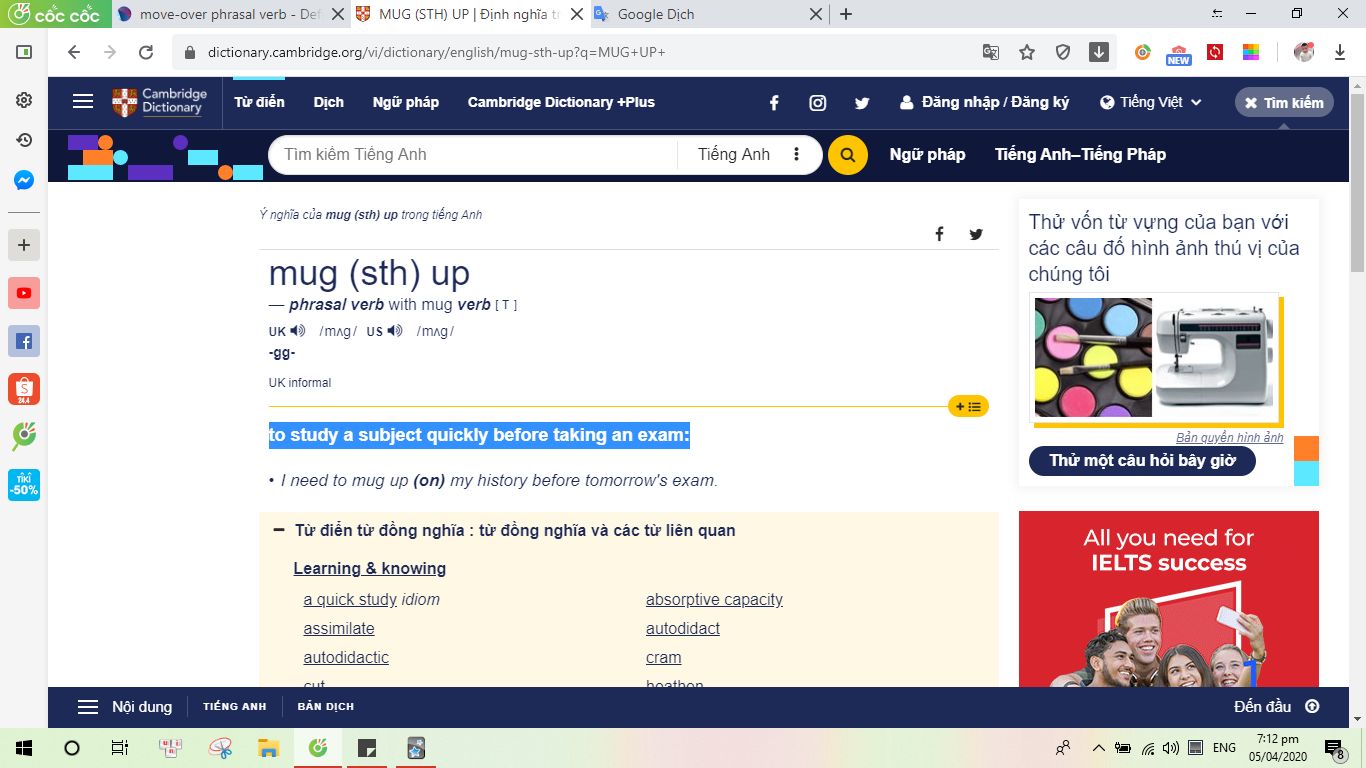 cốc cốc
move-over phrasal verb - Def
MUG (STH) UP | Định nghĩa tr
Google Dịch
dictionary.cambridge.org/vi/dictionary/english/mug-sth-up?q=MUG+UP+
NEW
Cambridge
Dictionary
Từ điển
Dịch
Ngữ pháp
Cambridge Dictionary +Plus
Đăng nhập / Đăng ký
Tiếng Việt
Tìm kiếm
Tìm kiếm Tiếng Anh
Tiếng Anh
Ngữ pháp
Tiếng Anh–Tiếng Pháp
Ý nghĩa của mug (sth) up trong tiếng Anh
mug (sth) up
— phrasal verb with mug verb [ T ]
UK /mʌg/ US /mʌg/
-gg-
UK informal
to study a subject quickly before taking an exam:
• I need to mug up (on) my history before tomorrow's exam.
Từ điển từ đồng nghĩa : từ đồng nghĩa và các từ liên quan
Learning & knowing
a quick study idiom
absorptive capacity
assimilate
autodidact
autodidactic
cram
Thử vốn từ vựng của bạn với
các câu đố hình ảnh thú vị của
chúng tôi
Bản quyền hình ảnh
Thử một câu hỏi bây giờ
All you need for
IELTS success
1
24.4
TIKI
-50%
Nội dung
TIẾNG ANH
BẢN DỊCH
Đến đầu
ENG
7:12 pm
05/04/2020
8